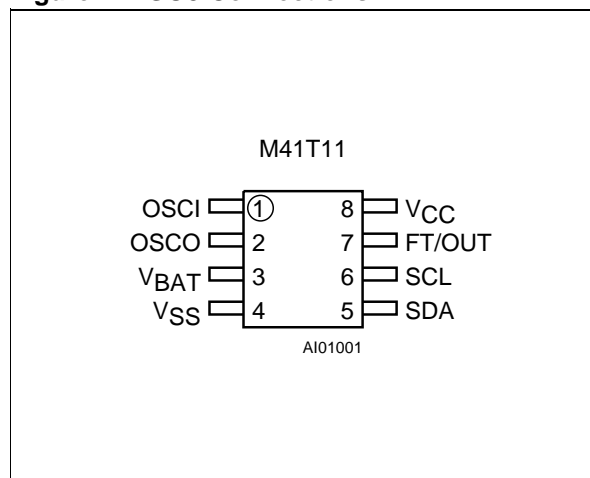 M41T11
OSCI 1 8 VCC
OSCO 2 7 FT/OUT
VBAT 3 6 SCL
VSS 4 5 SDA
AI01001